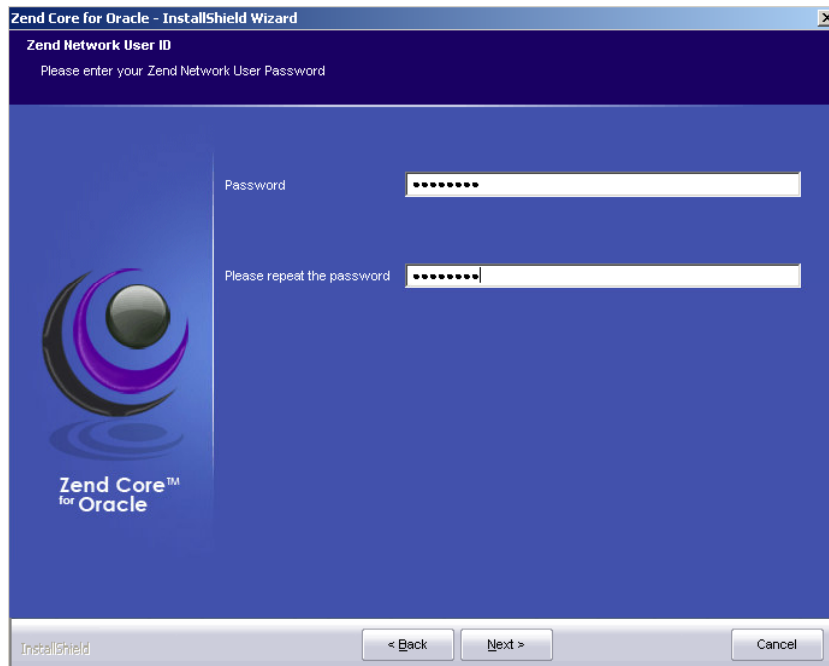 Zend Core for Oracle - InstallShield Wizard
Zend Network User ID
Please enter your Zend Network User Password
Password
••••••••
Please repeat the password
••••••••
Zend Core™
for Oracle
InstallShield
< Back
Next >
Cancel